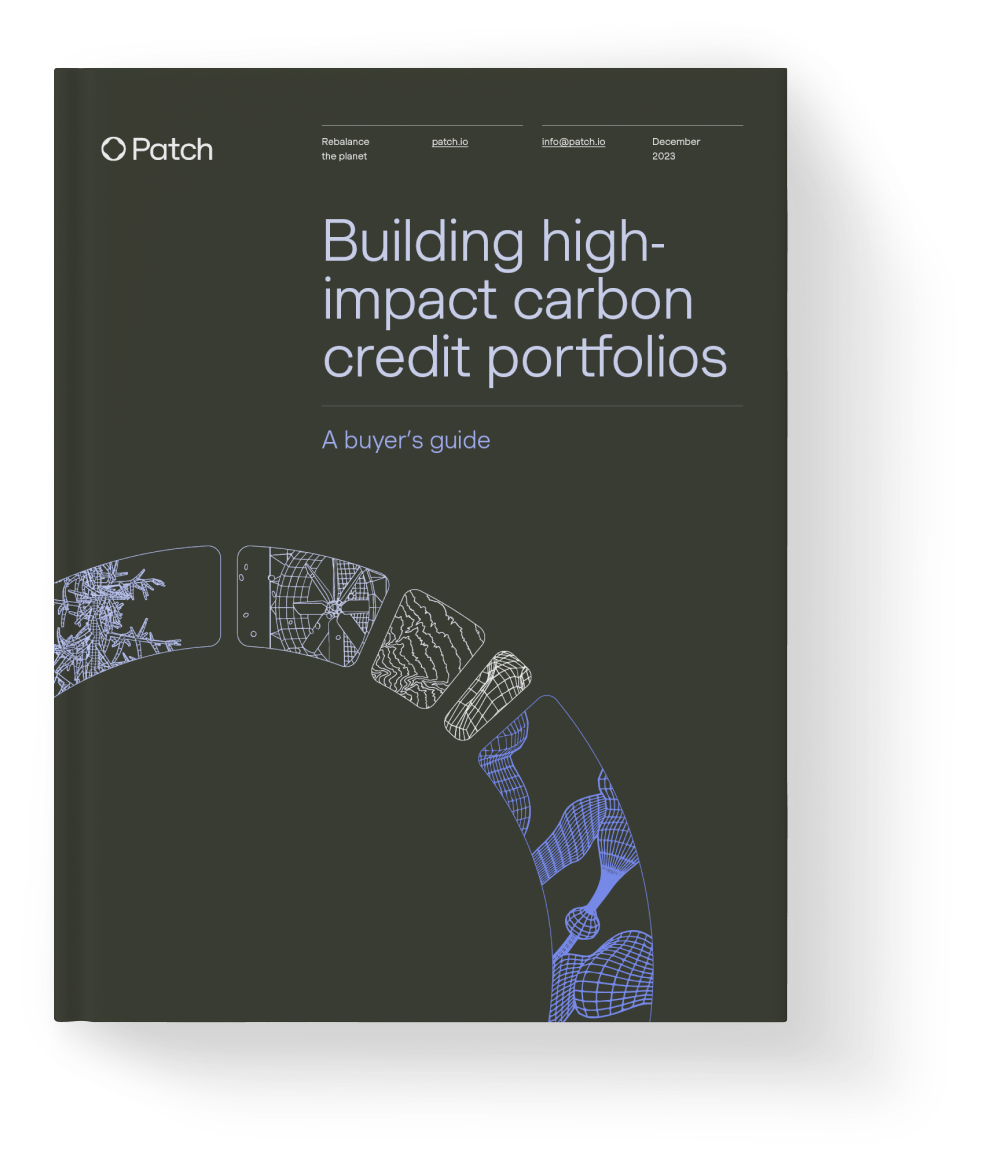 Patch
Rebalance
the planet
patch.io
info@patch.io
December
2023
Building high-
impact carbon
credit portfolios
A buyer's guide